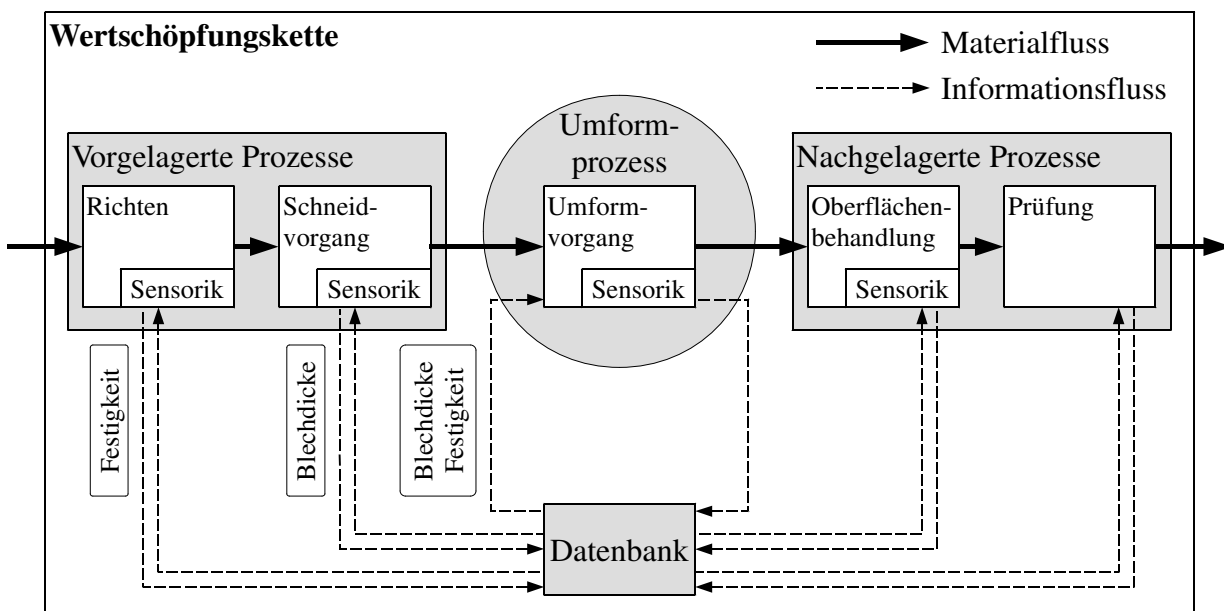 Wertschöpfungskette
Materialfluss
Informationsfluss
Vorgelagerte Prozesse
Richten
Sensorik
Schneid-
vorgang
Sensorik
Umform-
prozess
Umform-
vorgang
Sensorik
Nachgelagerte Prozesse
Oberflächen-
behandlung
Sensorik
Prüfung
Festigkeit
Blechdicke
Blechdicke
Festigkeit
Datenbank